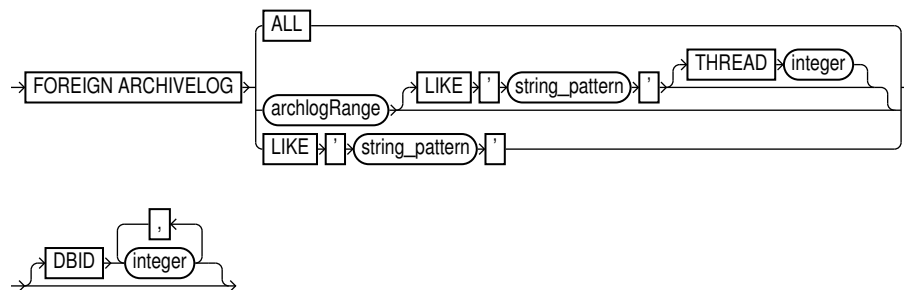 ALL
THREAD integer
FOREIGN ARCHIVELOG LIKE ' string_pattern '
archlogRange
LIKE ' string_pattern '
,
DBID integer